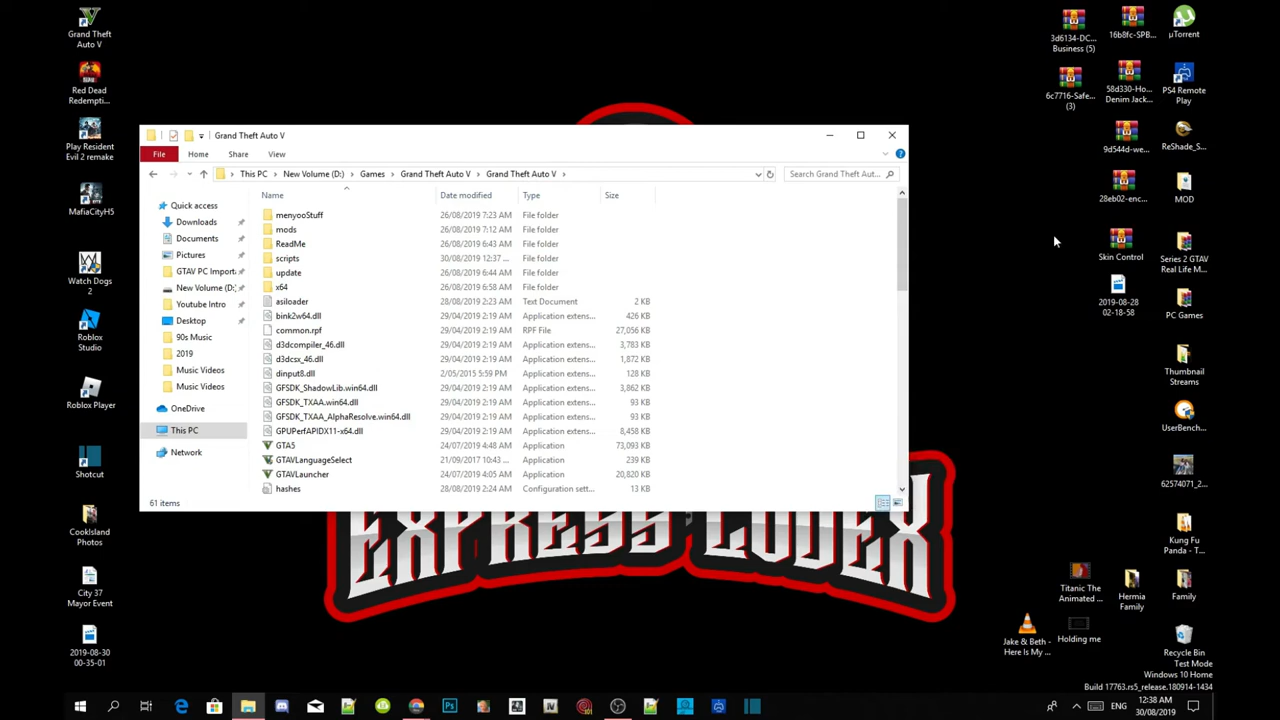 Grand Theft
Auto V
Red Dead
Redempti...
Play Resident
Evil 2 remake
MafiaCityH5
Watch Dogs
2
Roblox
Studio
Roblox Player
Shotcut
CookIsland
Photos
City 37
Mayor Event
2019-08-30
00-35-01
Grand Theft Auto V
File
Home
Share
View
This PC
New Volume (D:)
Games
Grand Theft Auto V
Grand Theft Auto V
Search Grand Theft Aut...
Quick access
Downloads
Documents
Pictures
GTAV PC Import
New Volume (D:
Youtube Intro
Desktop
90s Music
2019
Music Videos
Music Videos
OneDrive
This PC
Network
Name Date modified Type Size
menyooStuff 26/08/2019 7:23 AM File folder
mods 26/08/2019 7:12 AM File folder
ReadMe 26/08/2019 6:43 AM File folder
scripts 30/08/2019 12:37 ... File folder
update 26/08/2019 6:44 AM File folder
x64 26/08/2019 6:58 AM File folder
asiloader 28/08/2019 2:23 AM Text Document 2 KB
bink2w64.dll 29/04/2019 2:19 AM Application extens... 426 KB
common.rpf 29/04/2019 2:19 AM RPF File 27,056 KB
d3dcompiler_46.dll 29/04/2019 2:19 AM Application extens... 3,783 KB
d3dcsx_46.dll 29/04/2019 2:19 AM Application extens... 1,872 KB
dinput8.dll 2/05/2015 5:59 PM Application extens... 128 KB
GFSDK_ShadowLib.win64.dll 29/04/2019 2:19 AM Application extens... 3,862 KB
GFSDK_TXAA.win64.dll 29/04/2019 2:19 AM Application extens... 93 KB
GFSDK_TXAA_AlphaResolve.win64.dll 29/04/2019 2:19 AM Application extens... 93 KB
GPUPerfAPIDX11-x64.dll 29/04/2019 2:19 AM Application extens... 8,458 KB
GTA5 24/07/2019 4:48 AM Application 73,093 KB
GTAVLanguageSelect 21/09/2017 10:43 ... Application
GTAVLauncher 24/07/2019 4:05 AM Application 20,820 KB
hashes 28/08/2019 2:24 AM Configuration sett... 13 KB
61 items
EXPRESS CODEX
3d6134-DC...
Business (5)
16b8fc-SPB...
µTorrent
6c7716-Safe...
(3)
58d330-Ho...
Denim Jack...
PS4 Remote
Play
9d544d-we...
ReShade_S...
28eb02-enc...
MOD
Skin Control
Series 2 GTAV
Real Life M...
2019-08-28
02-18-58
PC Games
Thumbnail
Streams
UserBench...
62574071_2...
Kung Fu
Panda - T...
Titanic The
Animated ...
Hermia
Family
Family
Jake & Beth -
Here Is My ...
Holding me
Recycle Bin
Test Mode
Windows 10 Home
Build 17763.rs5_release.180914-1434
ENG
12:38 AM
30/08/2019